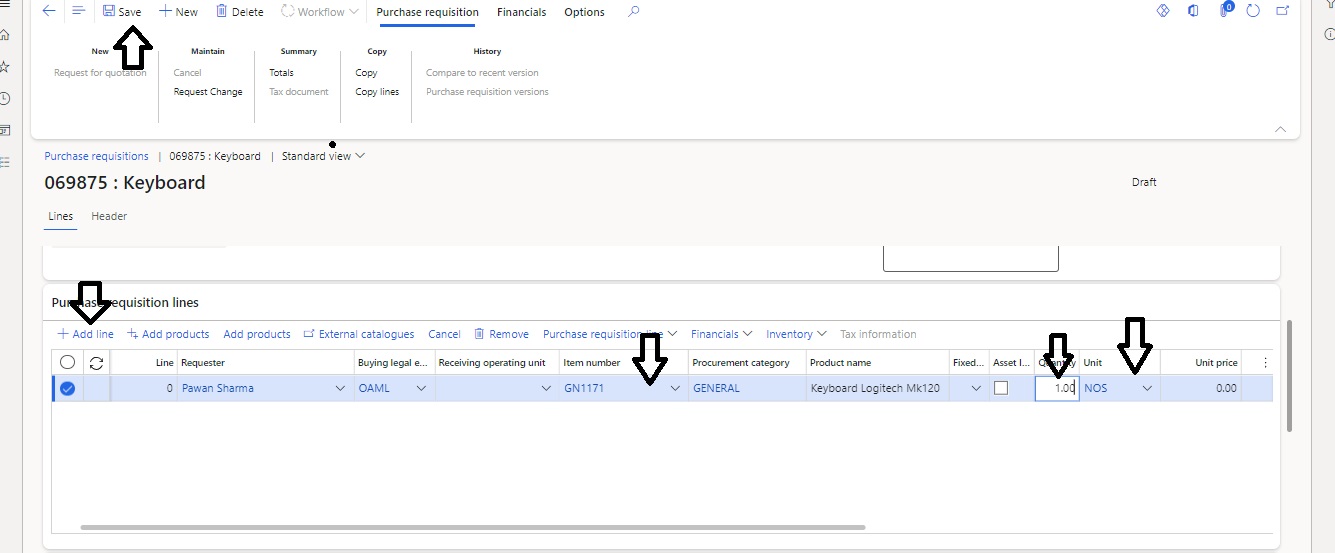 Save New Delete Workflow Purchase requisition Financials Options 0
New Maintain Summary Copy History
Request for quotation Cancel Totals Copy Compare to recent version
Request Change Tax document Copy lines Purchase requisition versions
Purchase requisitions | 069875 : Keyboard | Standard view
069875 : Keyboard Draft
Lines Header
Purchase requisition lines
+ Add line Add products Add products External catalogues Cancel Remove Purchase requisition line Financials Inventory Tax information
Line Requester Buying legal e... Receiving operating unit Item number Procurement category Product name Fixed... Asset I... Quantity Unit Unit price
0 Pawan Sharma OAML GN1171 GENERAL Keyboard Logitech Mk120 1.00 NOS 0.00